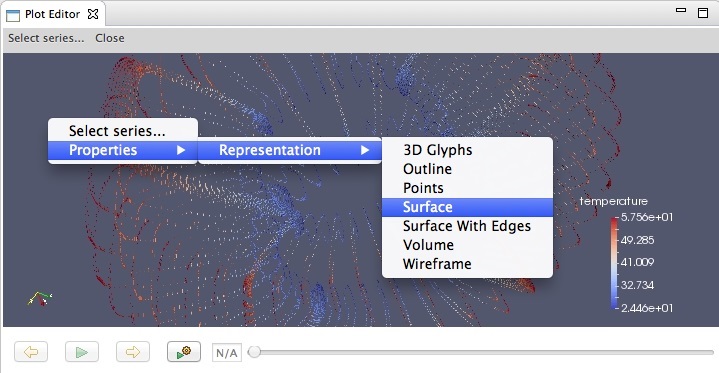 Plot Editor
Select series... Close
Select series...
Properties
Representation
3D Glyphs
Outline
Points
Surface
Surface With Edges
Volume
Wireframe
temperature
5.756e+01
49.285
41.009
32.734
2.446e+01
N/A